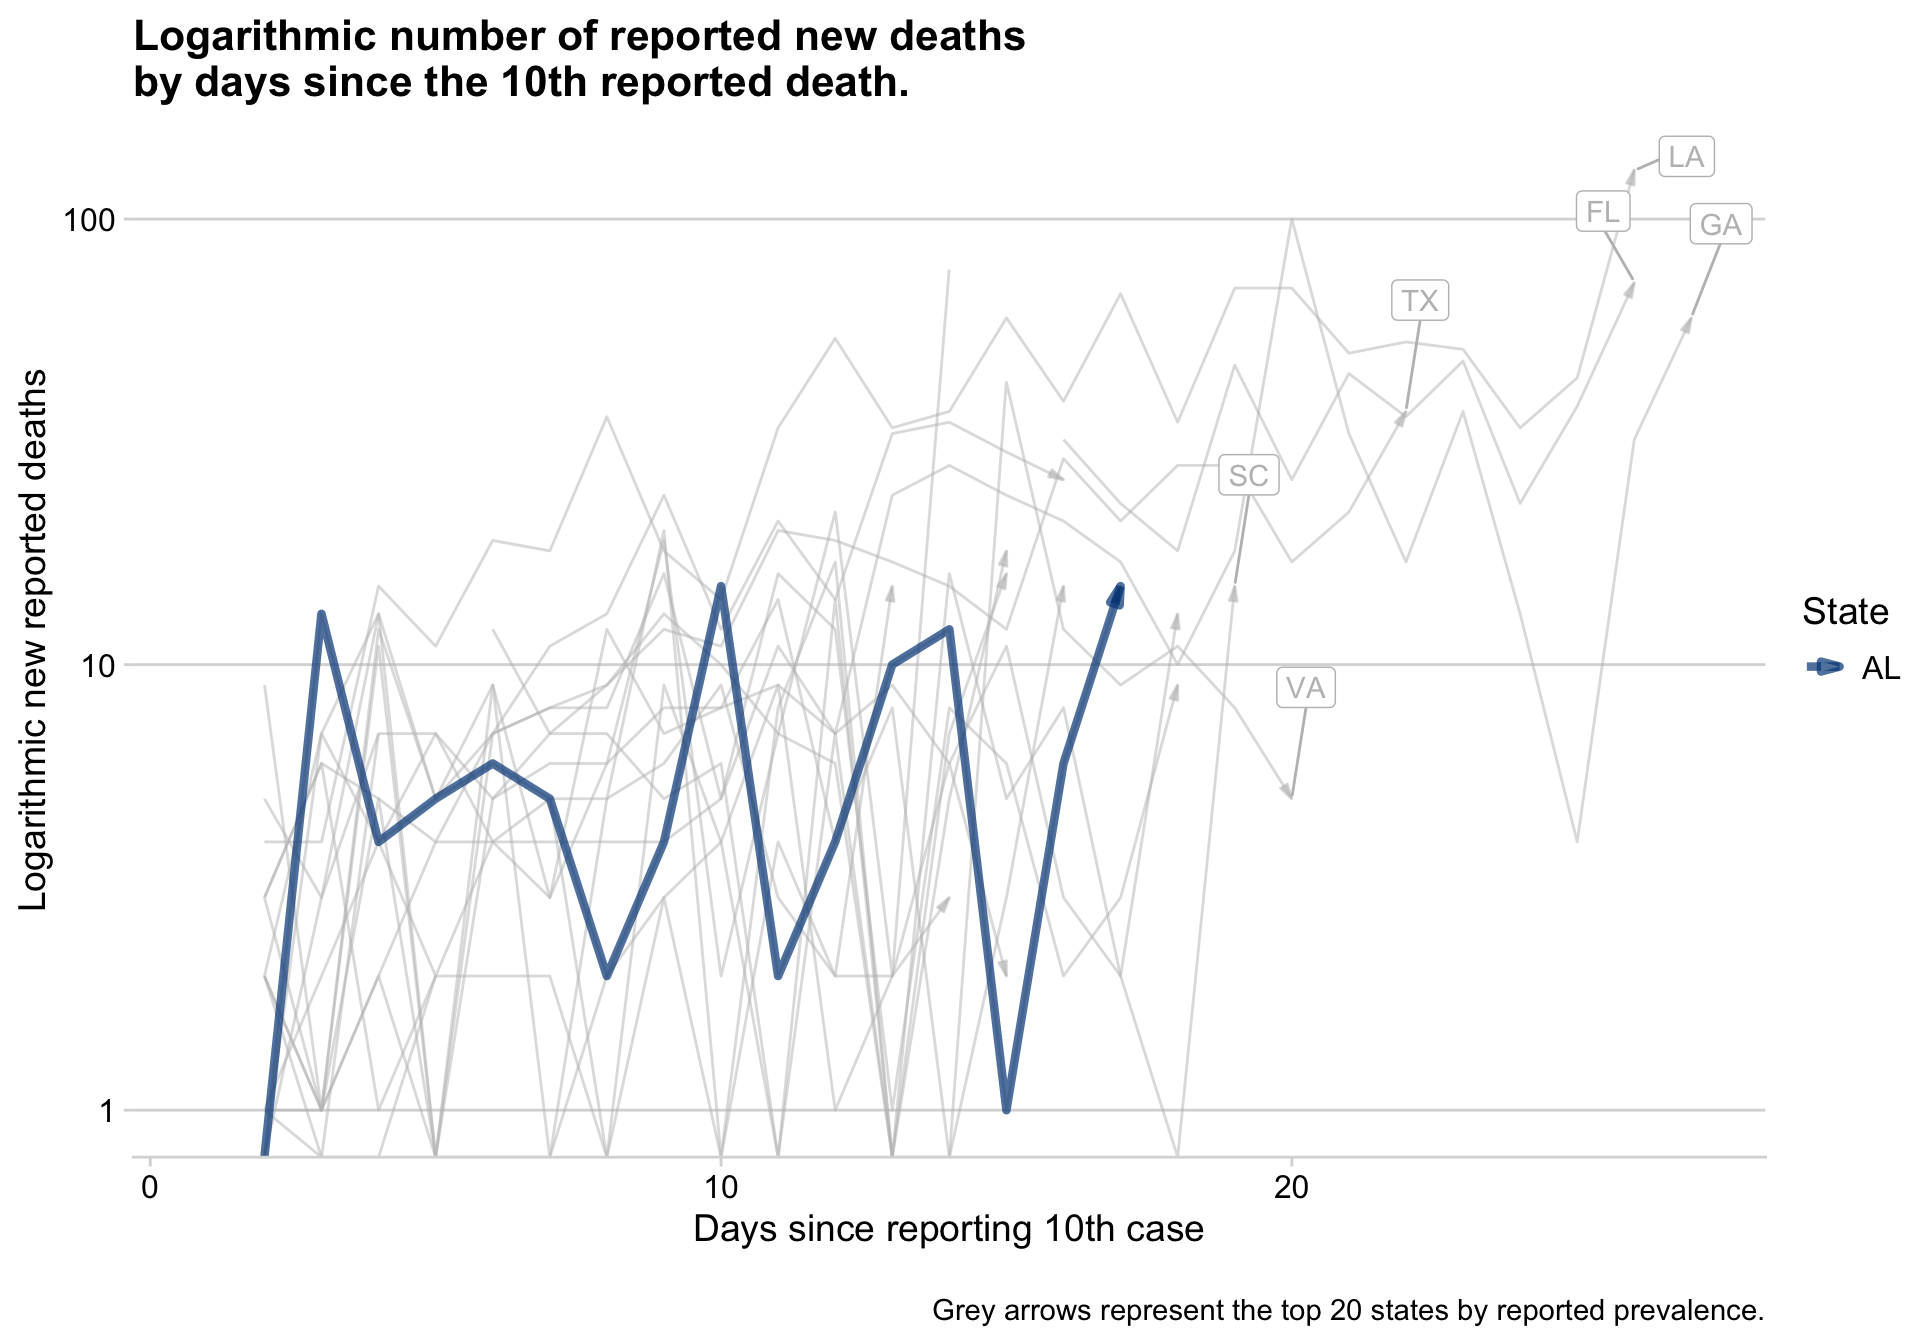 Logarithmic number of reported new deaths
by days since the 10th reported death.
Logarithmic new reported deaths
100
10
1
LA
FL
GA
TX
SC
VA
State
AL
0
10
20
Days since reporting 10th case
Grey arrows represent the top 20 states by reported prevalence.